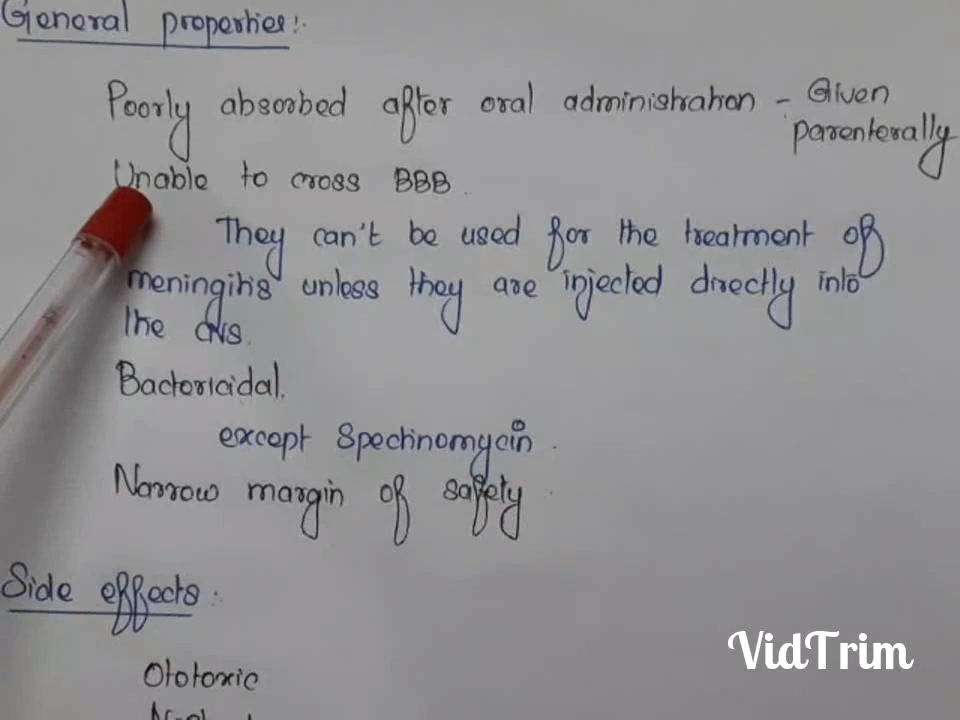 General properties:
Poorly absorbed after oral administration - Given
parenterally
Unable to cross BBB.
They can't be used for the treatment of
meningitis unless they are injected directly into
the CNS.
Bactericidal.
except Spectinomycin.
Narrow margin of safety.
Side effects:
Ototoxic
VidTrim